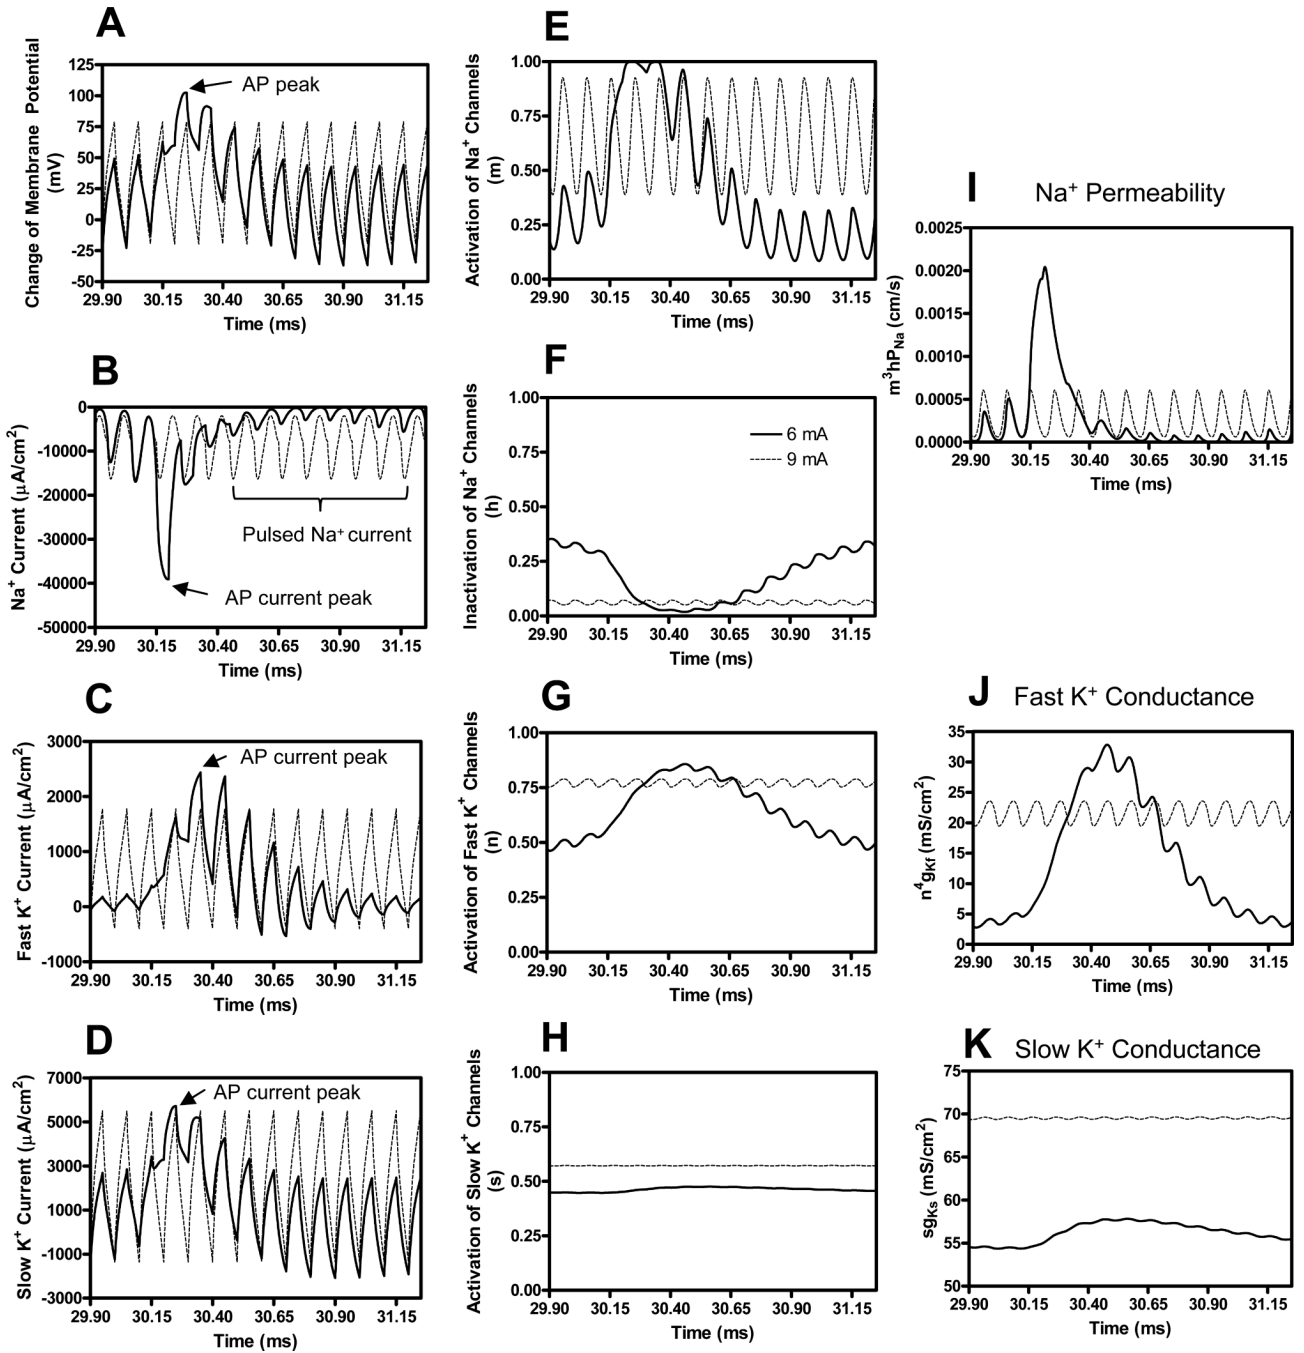 A
Change of Membrane Potential
(mV)
125
100
75
50
25
0
-25
-50
AP peak
29.90 30.15 30.40 30.65 30.90 31.15
Time (ms)
B
Na+ Current (μA/cm2)
0
-10000
-20000
-30000
-40000
-50000
Pulsed Na+ current
AP current peak
29.90 30.15 30.40 30.65 30.90 31.15
Time (ms)
C
Fast K+ Current (μA/cm2)
3000
2000
1000
0
-1000
AP current peak
29.90 30.15 30.40 30.65 30.90 31.15
Time (ms)
D
Slow K+ Current (μA/cm2)
7000
5000
3000
1000
-1000
-3000
AP current peak
29.90 30.15 30.40 30.65 30.90 31.15
Time (ms)
E
Activation of Na+ Channels
(m)
1.00
0.75
0.50
0.25
0.00
29.90 30.15 30.40 30.65 30.90 31.15
Time (ms)
F
Inactivation of Na+ Channels
(h)
1.00
0.75
0.50
0.25
0.00
6 mA
9 mA
29.90 30.15 30.40 30.65 30.90 31.15
Time (ms)
G
Activation of Fast K+ Channels
(n)
1.00
0.75
0.50
0.25
0.00
29.90 30.15 30.40 30.65 30.90 31.15
Time (ms)
H
Activation of Slow K+ Channels
(s)
1.00
0.75
0.50
0.25
0.00
29.90 30.15 30.40 30.65 30.90 31.15
Time (ms)
I Na+ Permeability
m3hPNa (cm/s)
0.0025
0.0020
0.0015
0.0010
0.0005
0.0000
29.90 30.15 30.40 30.65 30.90 31.15
Time (ms)
J Fast K+ Conductance
n4gKf (mS/cm2)
35
30
25
20
15
10
5
0
29.90 30.15 30.40 30.65 30.90 31.15
Time (ms)
K Slow K+ Conductance
sgKs (mS/cm2)
75
70
65
60
55
50
29.90 30.15 30.40 30.65 30.90 31.15
Time (ms)